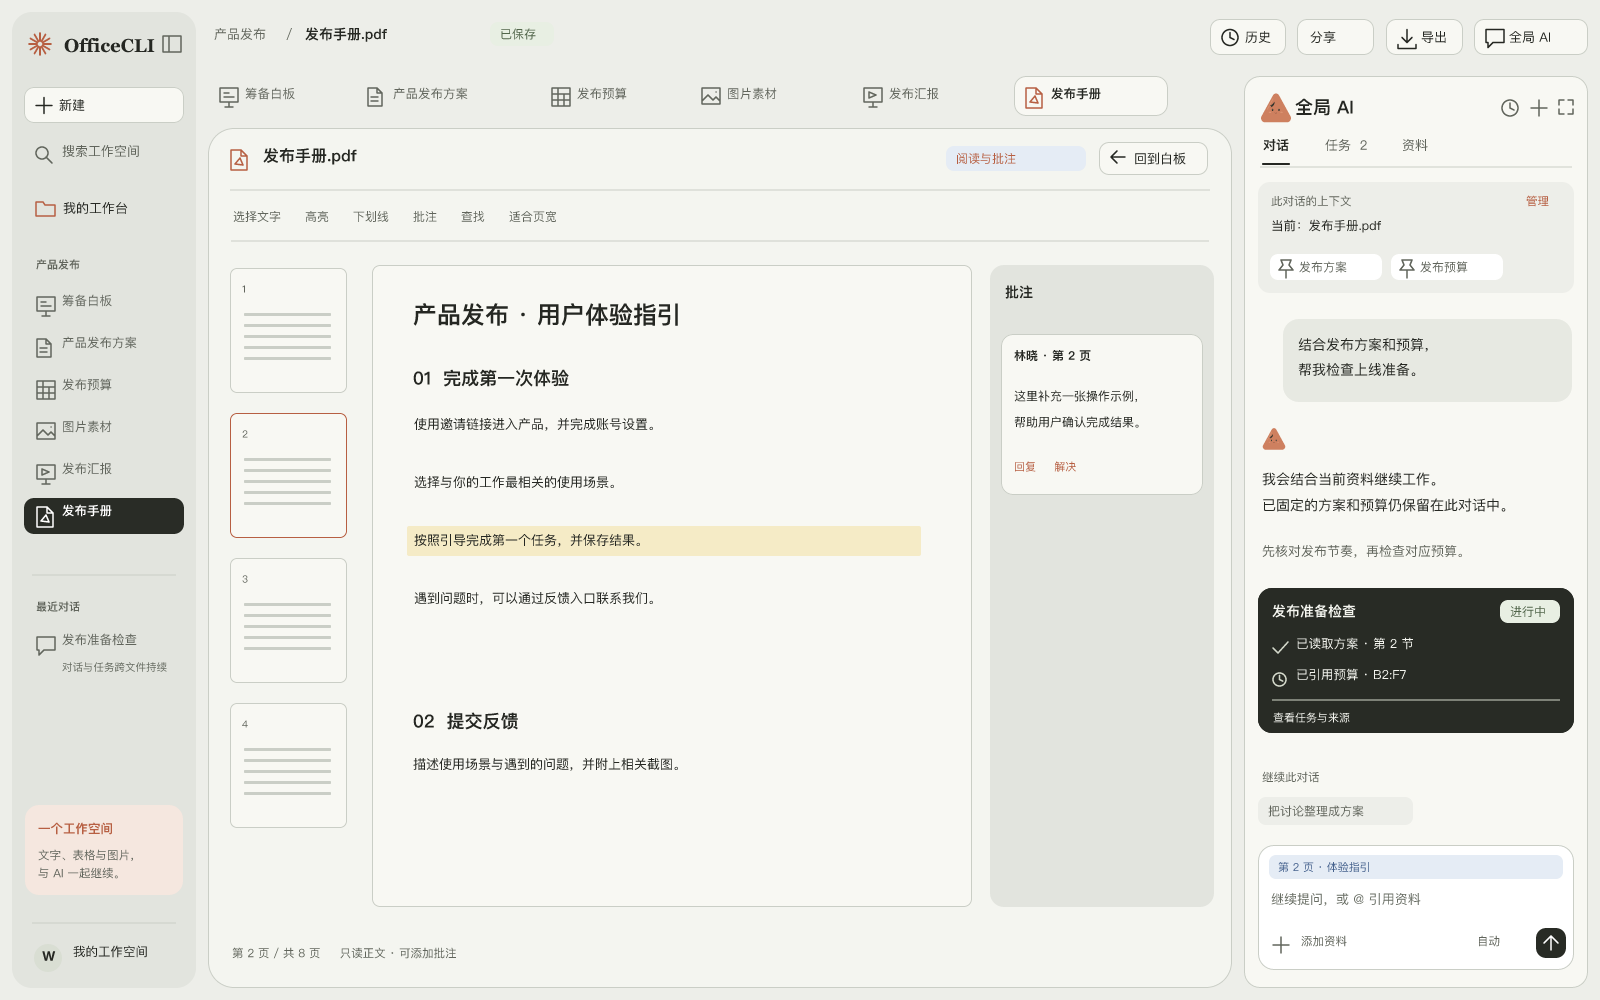 OfficeCLI
新建
搜索工作空间
我的工作台
产品发布
筹备白板
产品发布方案
发布预算
图片素材
发布汇报
发布手册
最近对话
发布准备检查
对话与任务跨文件持续
一个工作空间
文字、表格与图片，
与 AI 一起继续。
W 我的工作空间
产品发布 / 发布手册.pdf 已保存
历史 分享 导出 全局 AI
筹备白板 产品发布方案 发布预算 图片素材 发布汇报 发布手册
发布手册.pdf 阅读与批注 回到白板
选择文字 高亮 下划线 批注 查找 适合页宽
1
2
3
4
产品发布 · 用户体验指引
01 完成第一次体验
使用邀请链接进入产品，并完成账号设置。
选择与你的工作最相关的使用场景。
按照引导完成第一个任务，并保存结果。
遇到问题时，可以通过反馈入口联系我们。
02 提交反馈
描述使用场景与遇到的问题，并附上相关截图。
批注
林晓 · 第 2 页
这里补充一张操作示例，
帮助用户确认完成结果。
回复 解决
第 2 页 / 共 8 页 只读正文 · 可添加批注
全局 AI
对话 任务 2 资料
此对话的上下文 管理
当前：发布手册.pdf
发布方案 发布预算
结合发布方案和预算，
帮我检查上线准备。
我会结合当前资料继续工作。
已固定的方案和预算仍保留在此对话中。
先核对发布节奏，再检查对应预算。
发布准备检查 进行中
已读取方案 · 第 2 节
已引用预算 · B2:F7
查看任务与来源
继续此对话
把讨论整理成方案
第 2 页 · 体验指引
继续提问，或 @ 引用资料
添加资料 自动